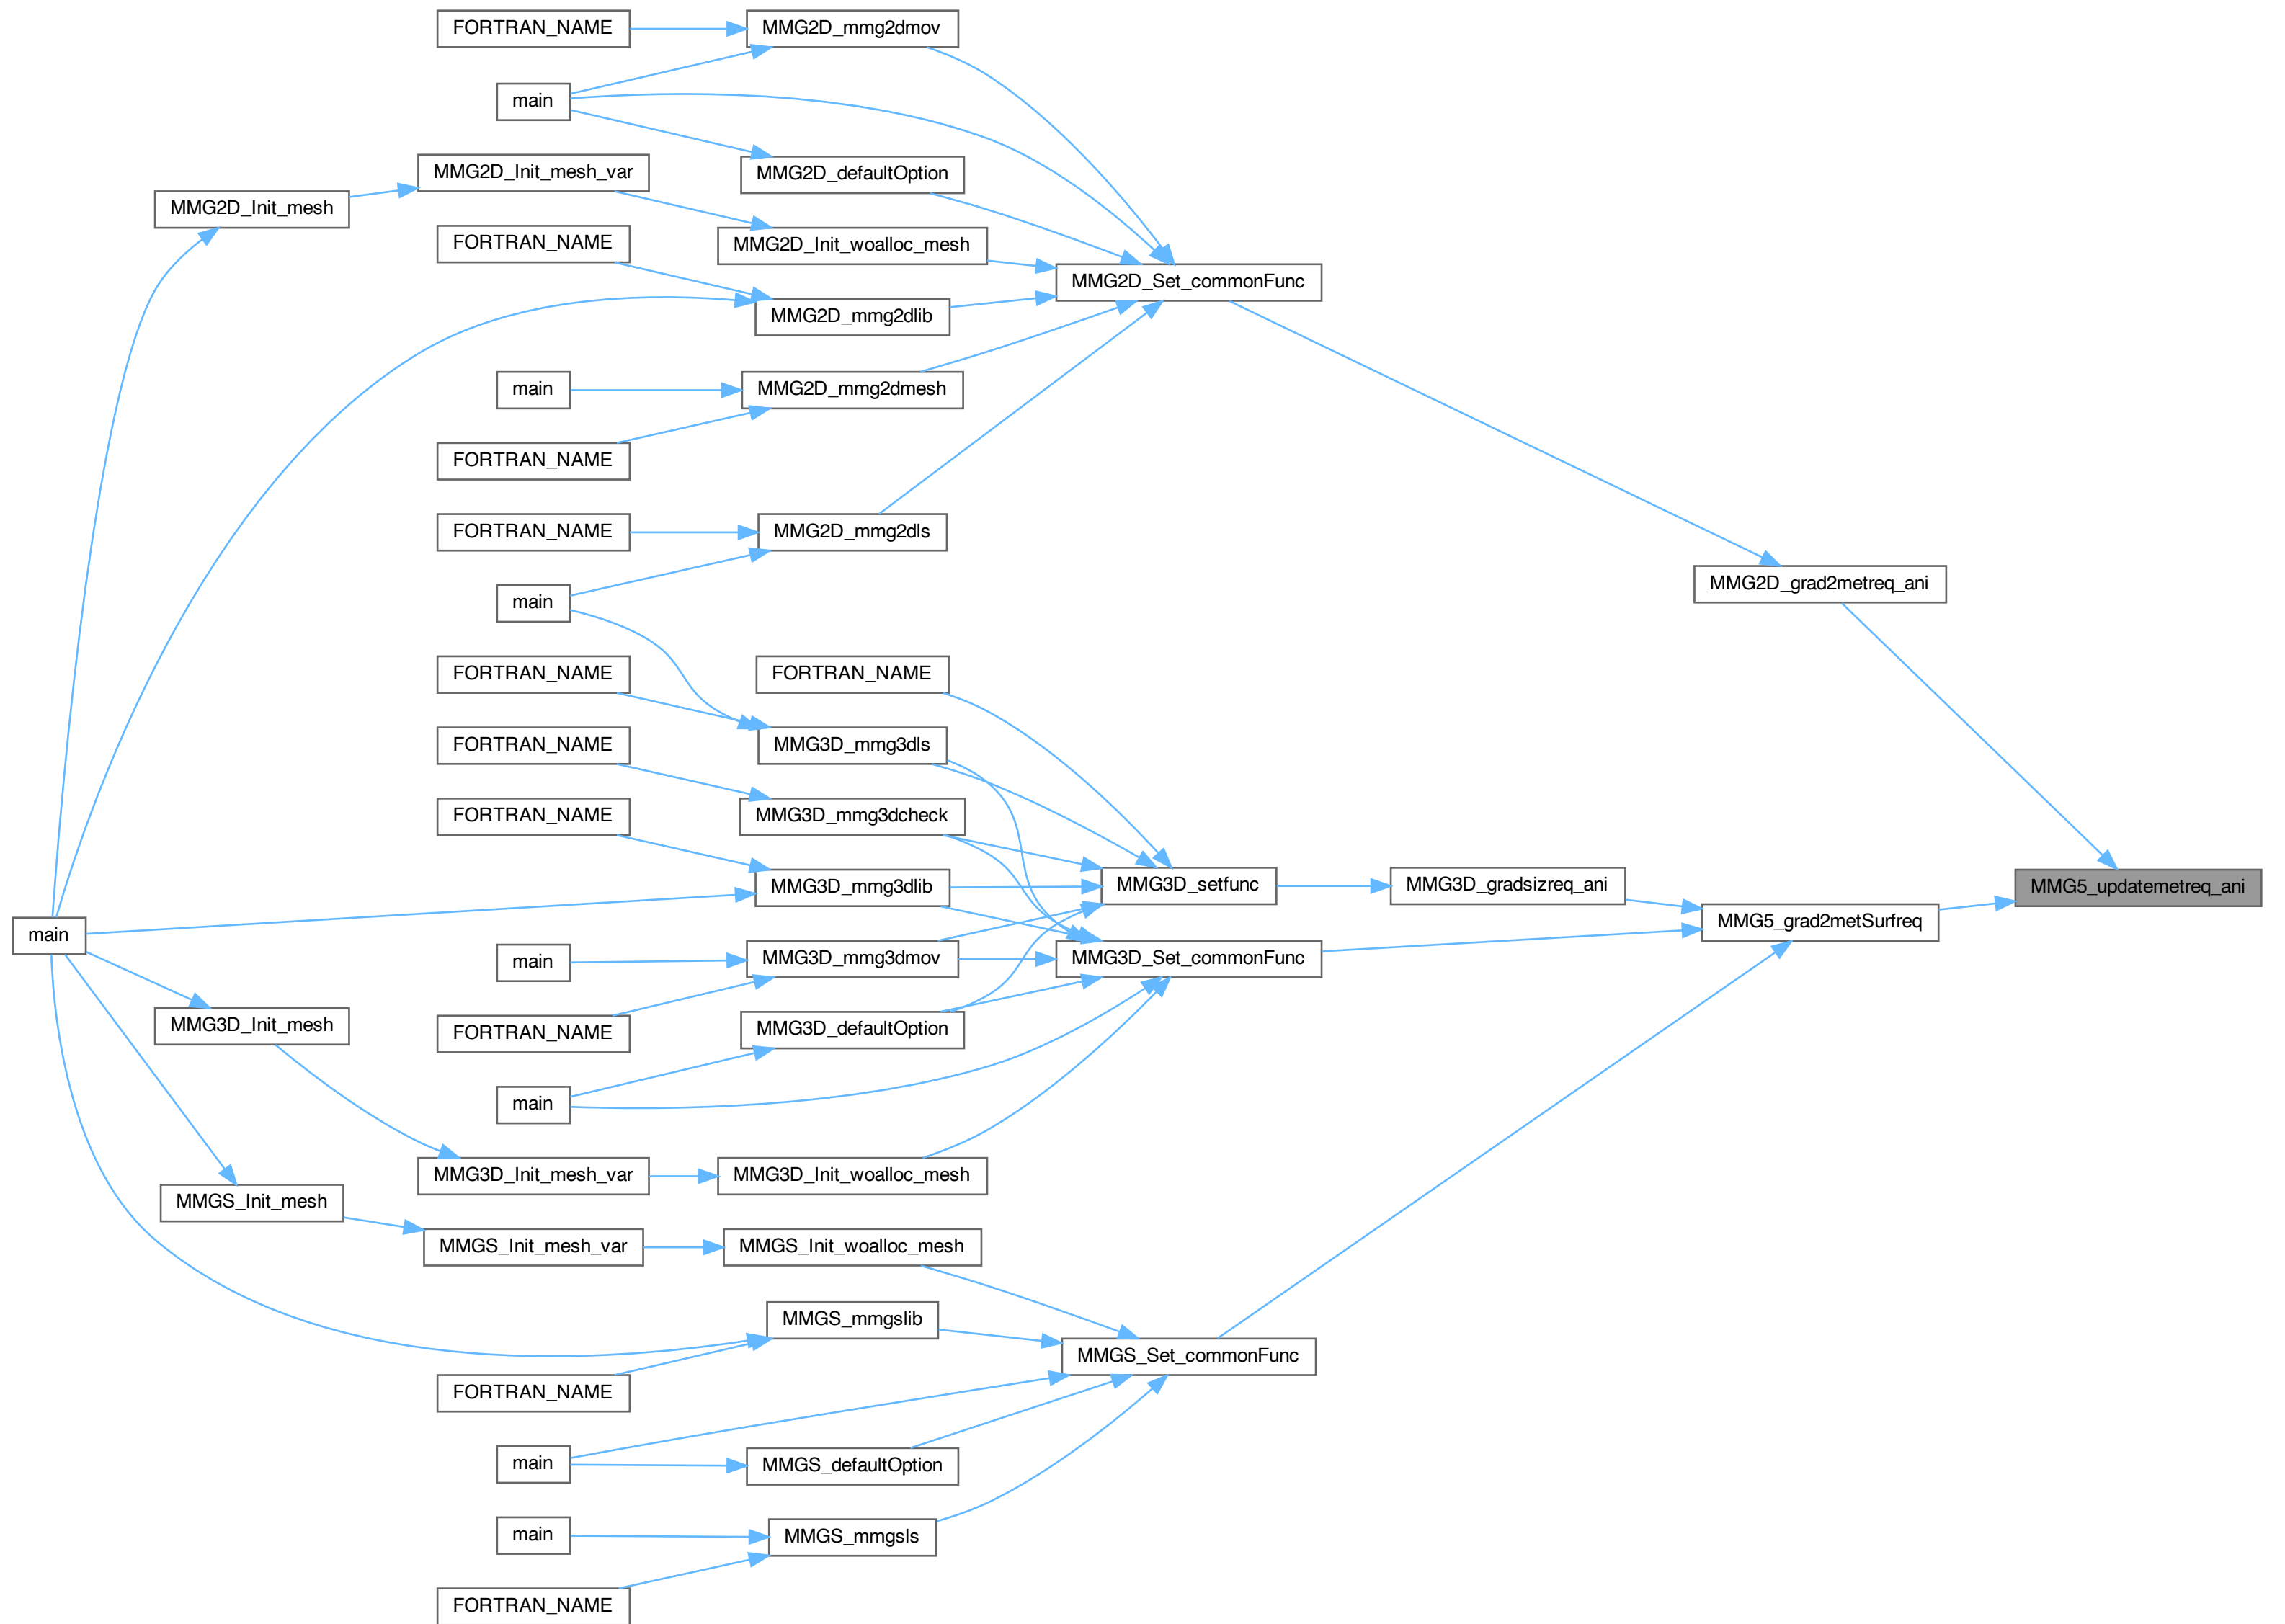 FORTRAN_NAME
MMG2D_mmg2dmov
main
MMG2D_defaultOption
MMG2D_Init_mesh_var
MMG2D_Init_mesh
FORTRAN_NAME
MMG2D_Init_woalloc_mesh
MMG2D_Set_commonFunc
MMG2D_mmg2dlib
main
MMG2D_mmg2dmesh
FORTRAN_NAME
FORTRAN_NAME
MMG2D_mmg2dls
MMG2D_grad2metreq_ani
main
FORTRAN_NAME
FORTRAN_NAME
FORTRAN_NAME
MMG3D_mmg3dls
FORTRAN_NAME
MMG3D_mmg3dcheck
MMG3D_mmg3dlib
MMG3D_setfunc
MMG3D_gradsizreq_ani
MMG5_updatemetreq_ani
MMG5_grad2metSurfreq
main
main
MMG3D_mmg3dmov
MMG3D_Set_commonFunc
MMG3D_Init_mesh
FORTRAN_NAME
MMG3D_defaultOption
main
MMG3D_Init_mesh_var
MMG3D_Init_woalloc_mesh
MMGS_Init_mesh
MMGS_Init_mesh_var
MMGS_Init_woalloc_mesh
MMGS_mmgslib
MMGS_Set_commonFunc
FORTRAN_NAME
main
MMGS_defaultOption
main
MMGS_mmgsls
FORTRAN_NAME